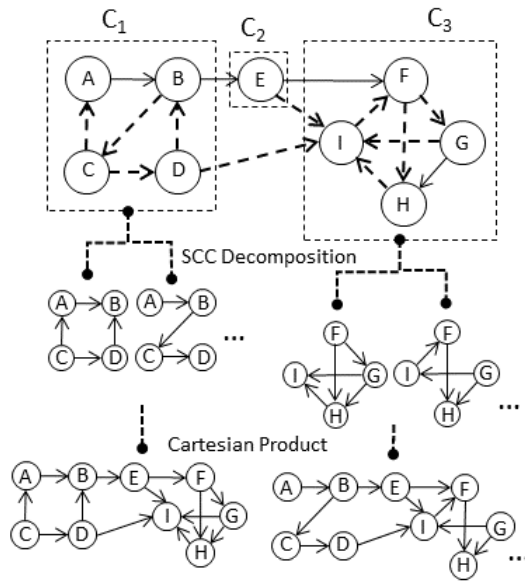 C1 C2 C3
A B E F
I G
C D
H
SCC Decomposition
A B A B
C D C D ...
F F
I G I G
H H ...
Cartesian Product
A B E F
I G
C D
H
A B E F
I G
C D
H ...